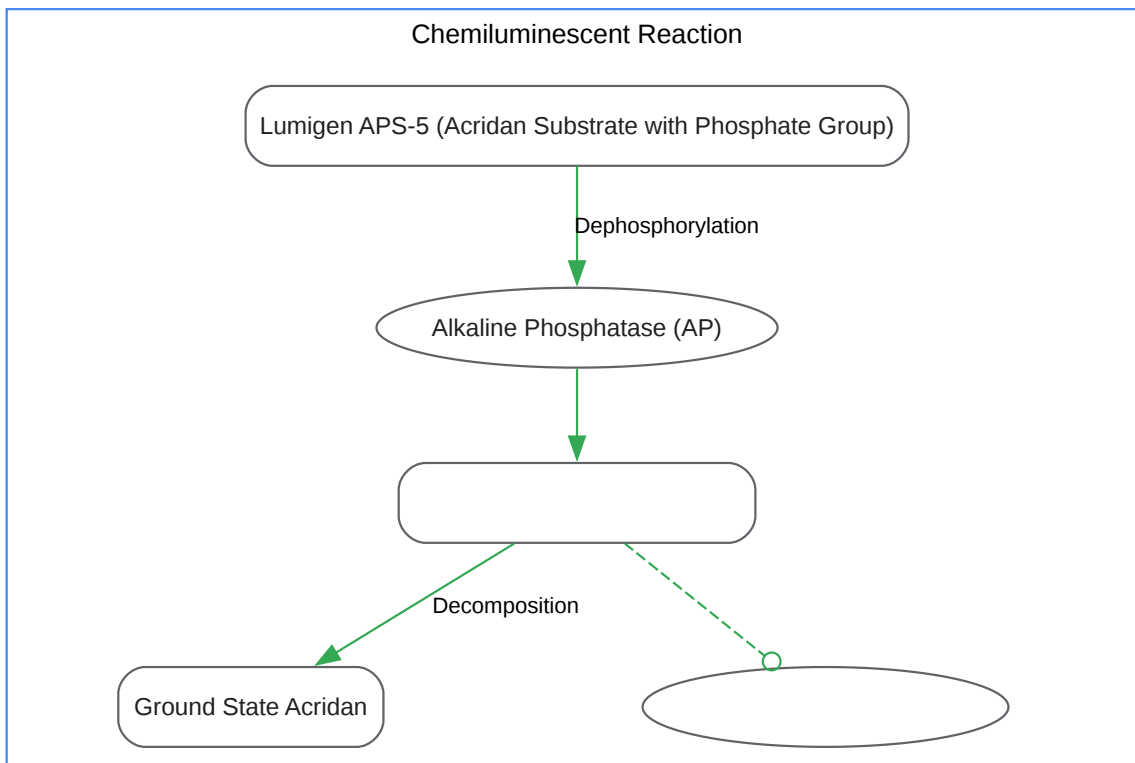 Chemiluminescent Reaction
Lumigen APS-5 (Acridan Substrate with Phosphate Group)
Dephosphorylation
Alkaline Phosphatase (AP)
Decomposition
Ground State Acridan